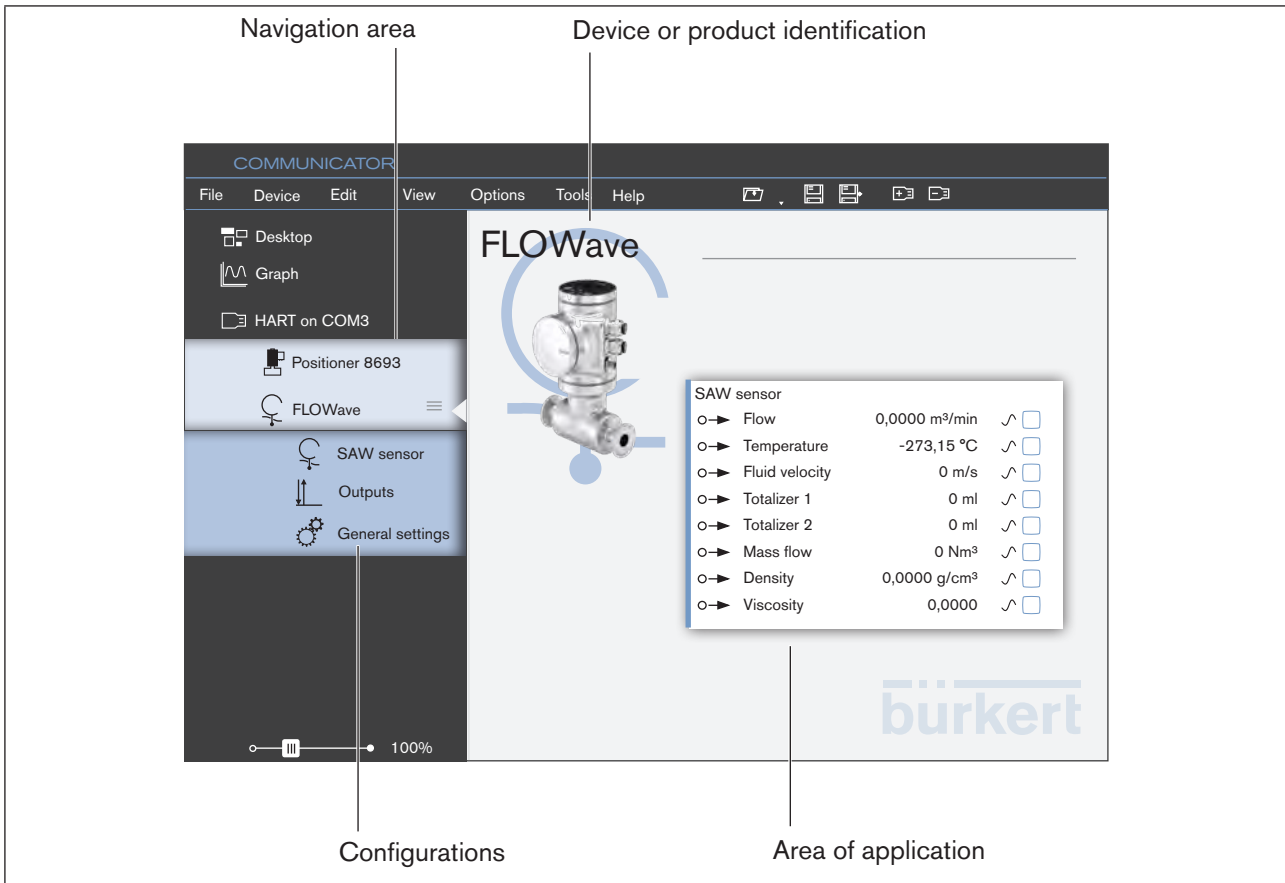 Navigation area
Device or product identification
COMMUNICATOR
File Device Edit View Options Tools Help
Desktop
Graph
HART on COM3
Positioner 8693
FLOWave
SAW sensor
Outputs
General settings
100%
FLOWave
SAW sensor
Flow 0,0000 m³/min
Temperature -273,15 °C
Fluid velocity 0 m/s
Totalizer 1 0 ml
Totalizer 2 0 ml
Mass flow 0 Nm³
Density 0,0000 g/cm³
Viscosity 0,0000
bürkert
Configurations
Area of application